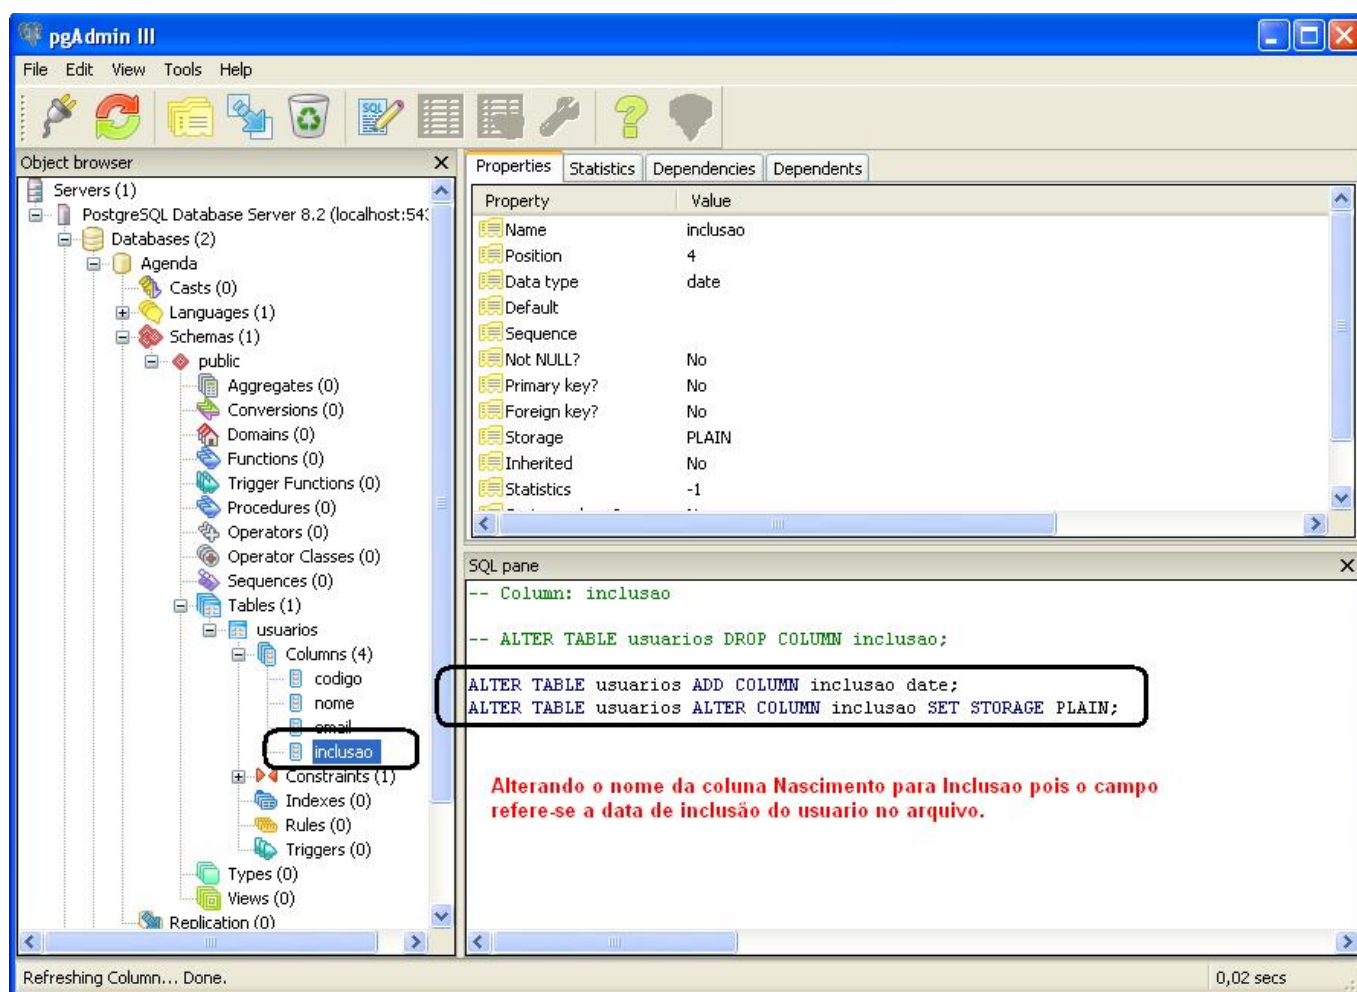 pgAdmin III
File Edit View Tools Help
SQL
Object browser
Servers (1)
PostgreSQL Database Server 8.2 (localhost:543
Databases (2)
Agenda
Casts (0)
Languages (1)
Schemas (1)
public
Aggregates (0)
Conversions (0)
Domains (0)
Functions (0)
Trigger Functions (0)
Procedures (0)
Operators (0)
Operator Classes (0)
Sequences (0)
Tables (1)
usuarios
Columns (4)
codigo
nome
email
inclusao
Constraints (1)
Indexes (0)
Rules (0)
Triggers (0)
Types (0)
Views (0)
Replication (0)
Properties Statistics Dependencies Dependents
Property Value
Name inclusao
Position 4
Data type date
Default
Sequence
Not NULL? No
Primary key? No
Foreign key? No
Storage PLAIN
Inherited No
Statistics -1
SQL pane
-- Column: inclusao
-- ALTER TABLE usuarios DROP COLUMN inclusao;
ALTER TABLE usuarios ADD COLUMN inclusao date;
ALTER TABLE usuarios ALTER COLUMN inclusao SET STORAGE PLAIN;
Alterando o nome da coluna Nascimento para Inclusao pois o campo
refere-se a data de inclusão do usuario no arquivo.
Refreshing Column... Done.
0,02 secs